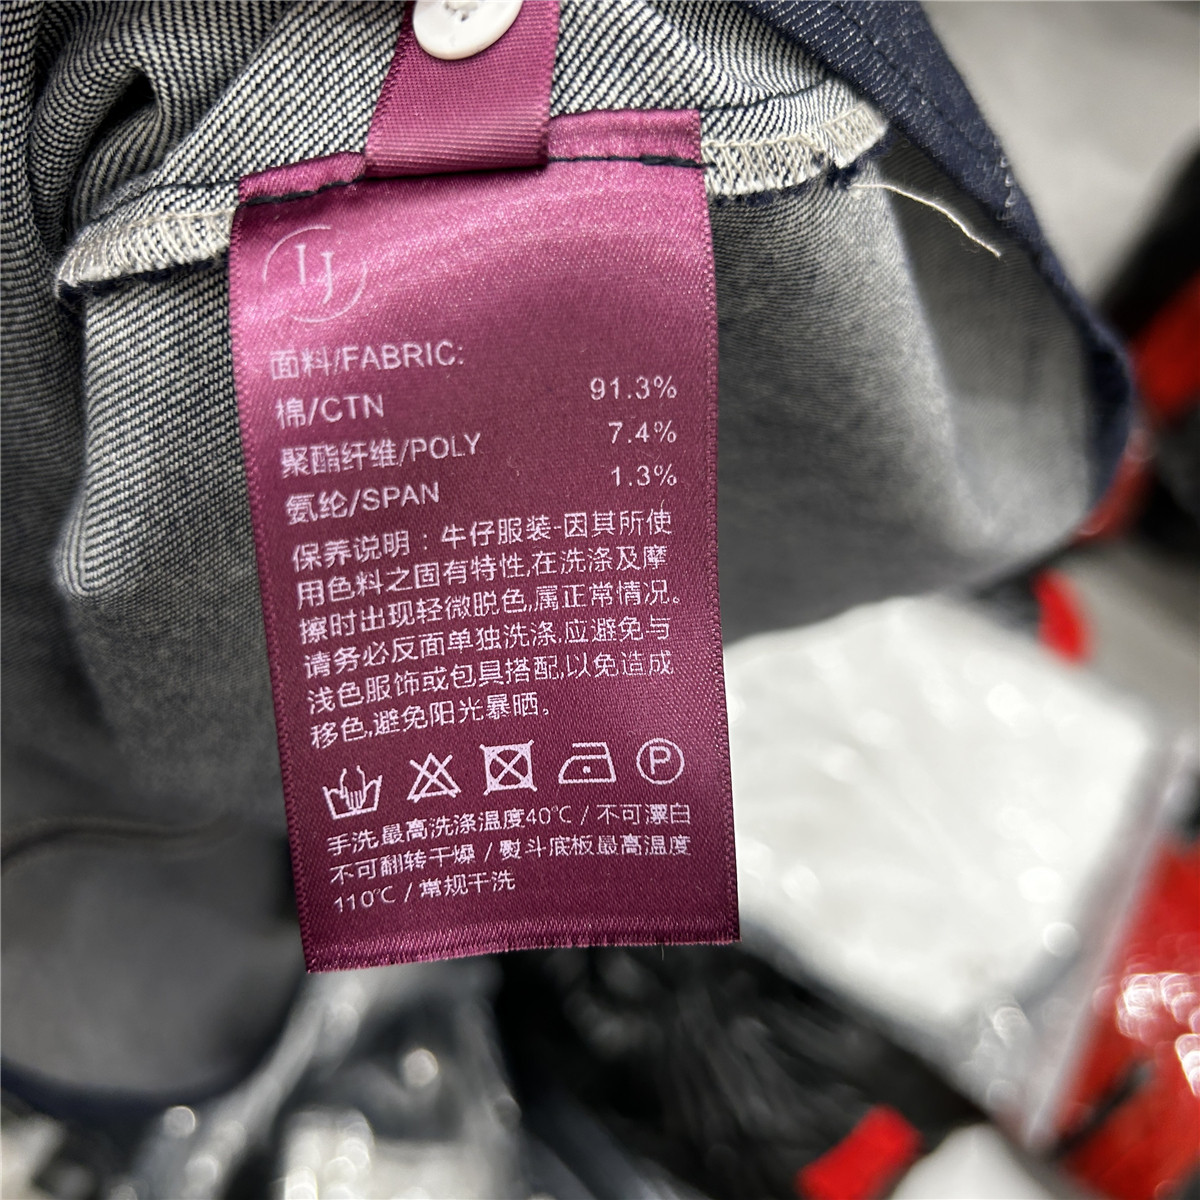 LJ
面料/FABRIC:
棉/CTN 91.3%
聚酯纤维/POLY 7.4%
氨纶/SPAN 1.3%
保养说明：牛仔服装-因其所使
用色料之固有特性,在洗涤及摩
擦时出现轻微脱色,属正常情况。
请务必反面单独洗涤,应避免与
浅色服饰或包具搭配,以免造成
移色,避免阳光暴晒。
P
手洗,最高洗涤温度40℃ / 不可漂白
不可翻转干燥 / 熨斗底板最高温度
110℃ / 常规干洗